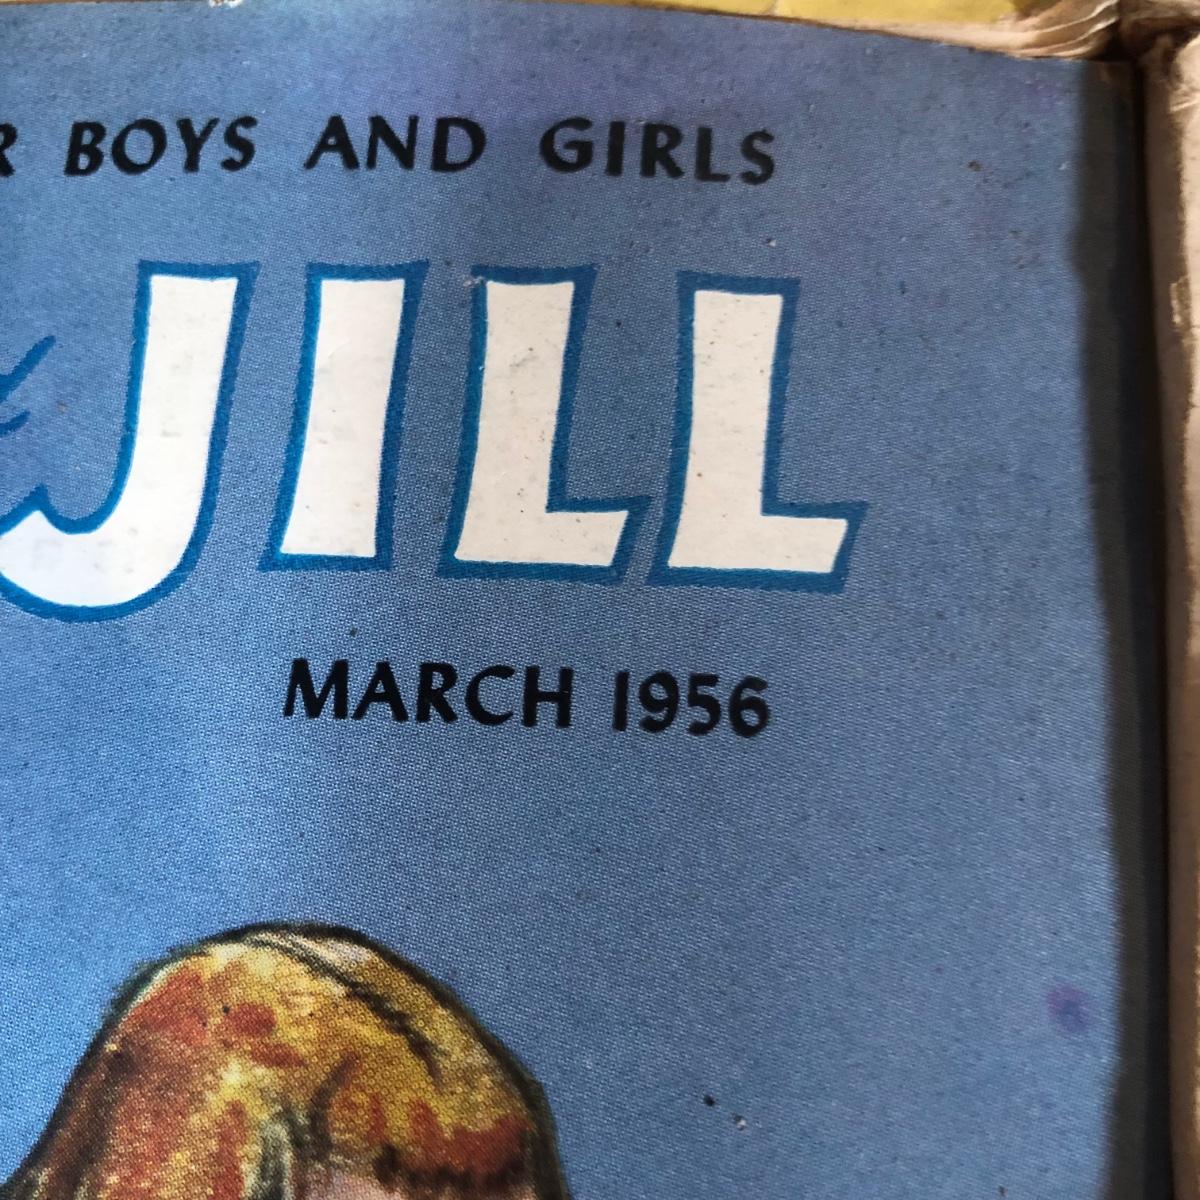 R BOYS AND GIRLS
JILL
MARCH 1956